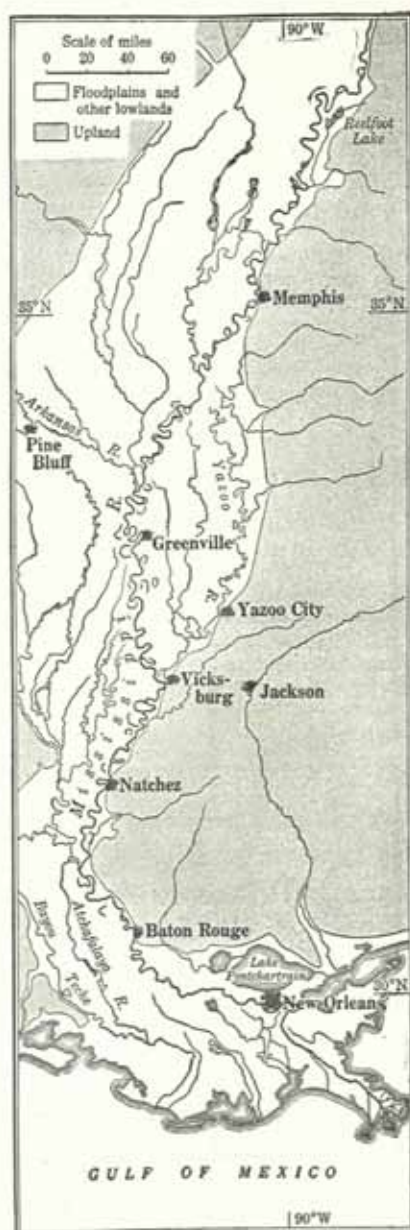 90°W
Scale of miles
0 20 40 60
Floodplains and
other lowlands
Upland
Reelfoot
Lake
35°N
Memphis
35°N
Arkansas R.
Pine
Bluff
Yazoo R.
Greenville
Yazoo City
Mississippi R.
Vicks-
burg
Jackson
Natchez
Baton Rouge
Bayou Teche
Atchafalaya R.
Lake
Pontchartrain
30°N
New Orleans
GULF OF MEXICO
90°W